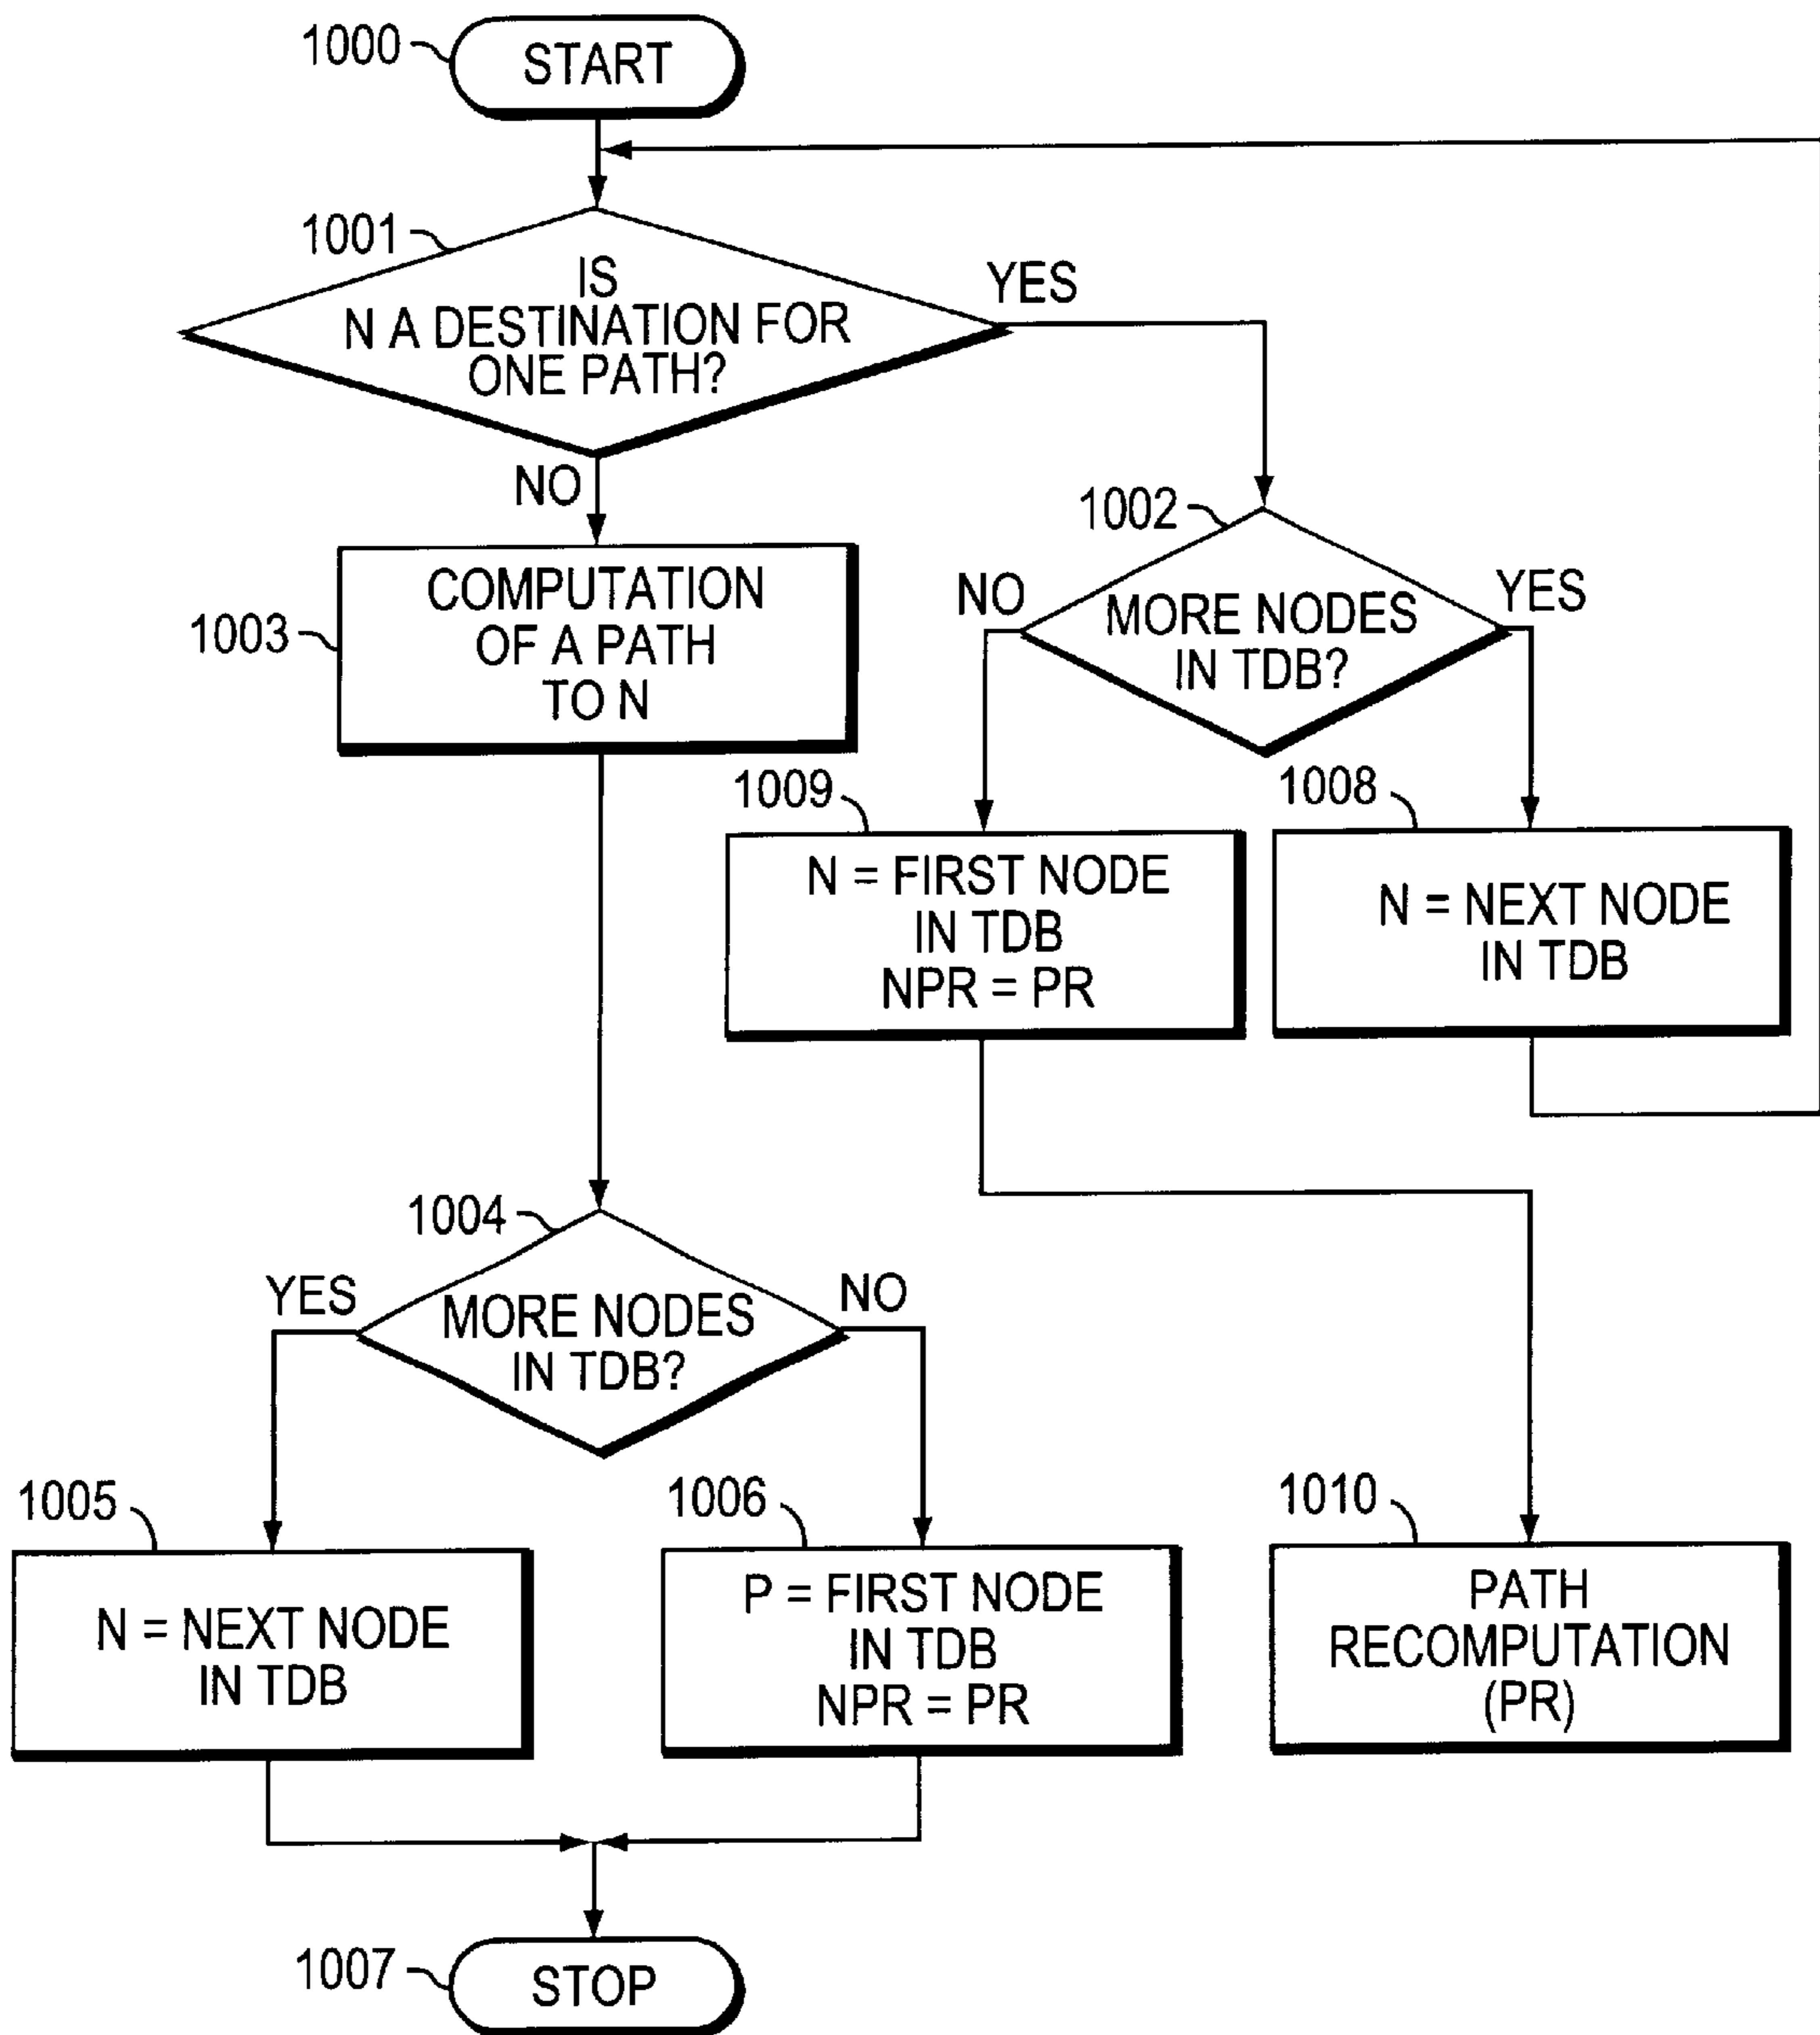 1000
START
1001
IS
N A DESTINATION FOR
ONE PATH?
YES
NO
1002
NO
MORE NODES
IN TDB?
YES
1003
COMPUTATION
OF A PATH
TO N
1009
N = FIRST NODE
IN TDB
NPR = PR
1008
N = NEXT NODE
IN TDB
1004
YES
MORE NODES
IN TDB?
NO
1005
N = NEXT NODE
IN TDB
1006
P = FIRST NODE
IN TDB
NPR = PR
1010
PATH
RECOMPUTATION
(PR)
1007
STOP